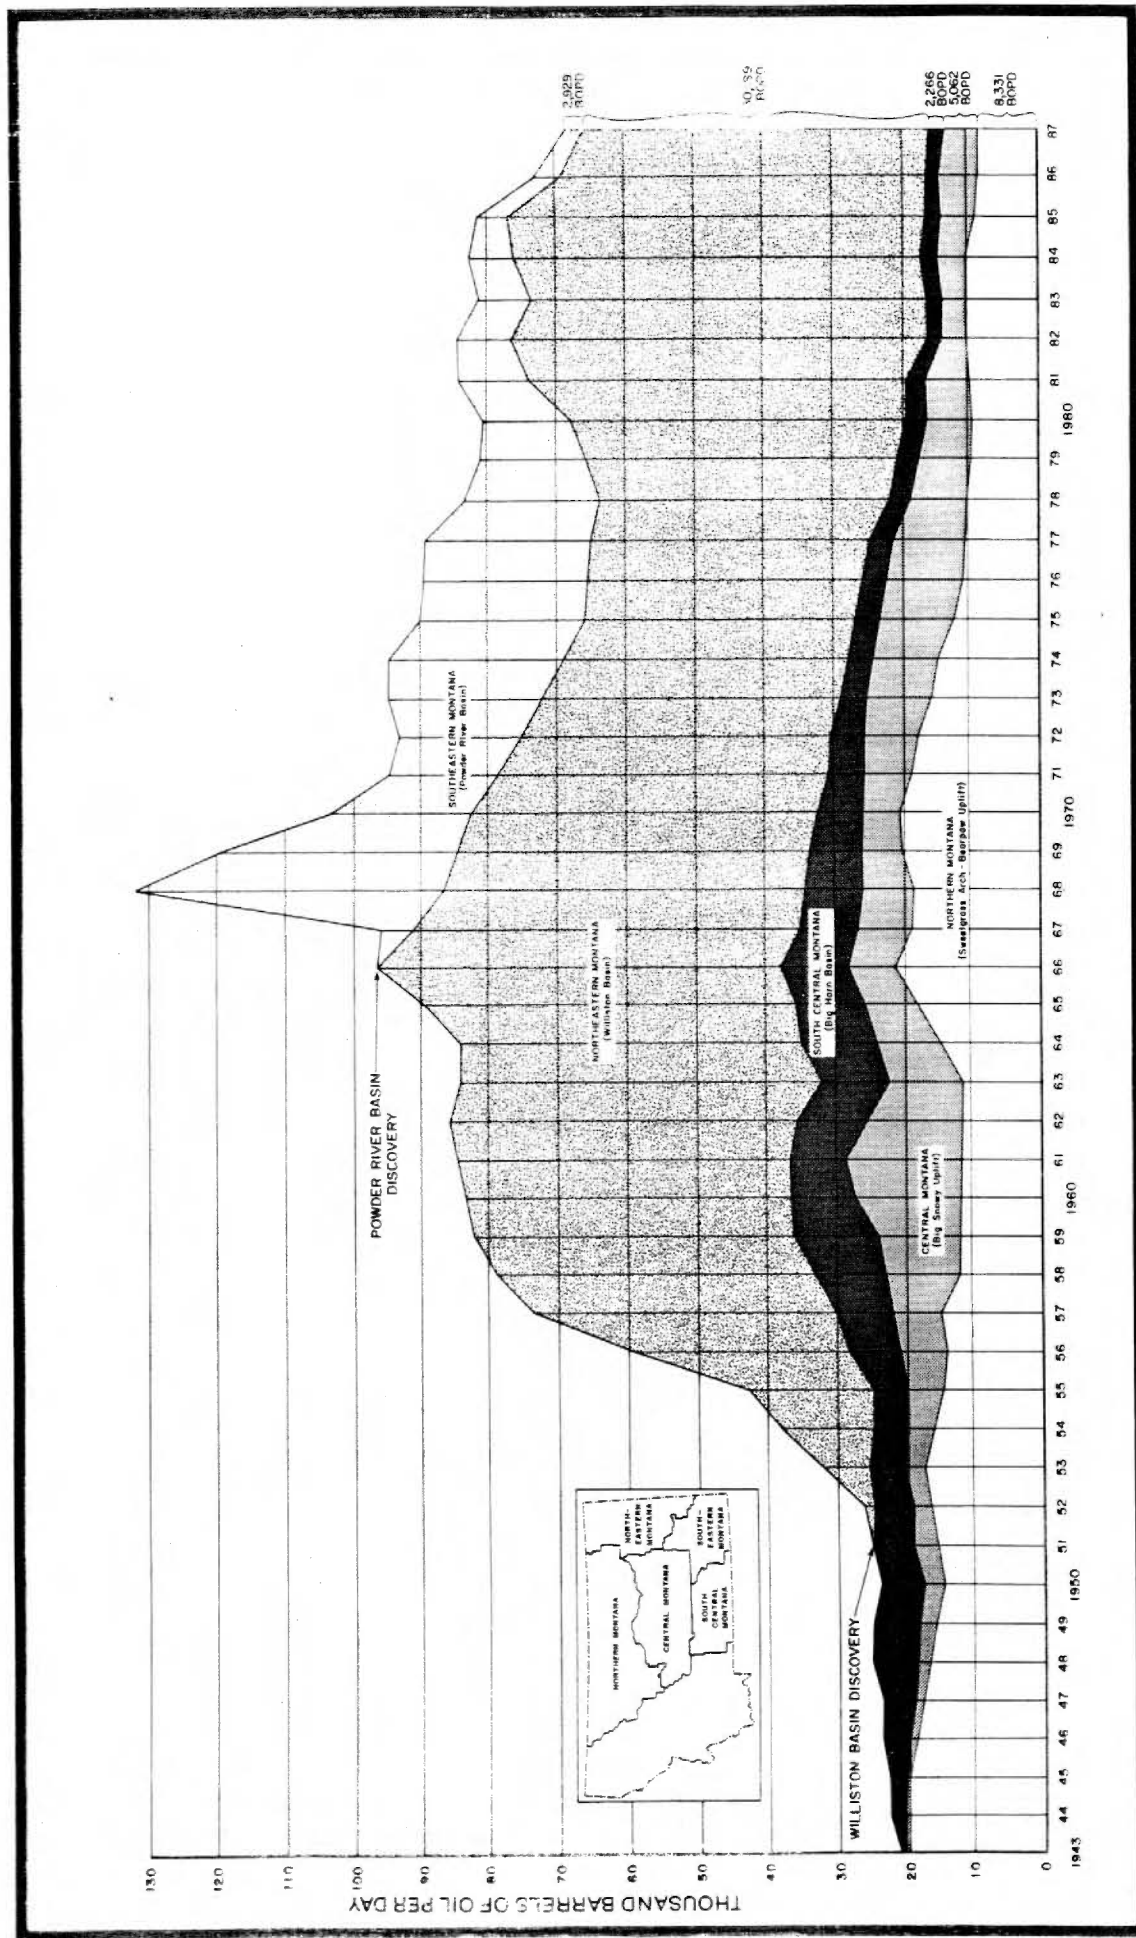 THOUSAND BARRELS OF OIL PER DAY
130
120
110
100
90
80
70
60
50
40
30
20
10
0
1943
44
45
46
47
48
49
1950
51
52
53
54
55
56
57
58
59
1960
61
62
63
64
65
66
67
68
69
1970
71
72
73
74
75
76
77
78
79
1980
81
82
83
84
85
86
87
WILLISTON BASIN DISCOVERY
POWDER RIVER BASIN
DISCOVERY
SOUTHEASTERN MONTANA
(Powder River Basin)
NORTHEASTERN MONTANA
(Williston Basin)
SOUTH CENTRAL MONTANA
(Big Horn Basin)
CENTRAL MONTANA
(Big Snowy Uplift)
NORTHERN MONTANA
(Sweetgrass Arch - Bearpaw Uplift)
NORTHERN MONTANA
CENTRAL MONTANA
NORTH-
EASTERN
MONTANA
SOUTH-
EASTERN
MONTANA
SOUTH
CENTRAL
MONTANA
2,929
BOPD
BOPD
2,266
BOPD
5,062
BOPD
8,331
BOPD